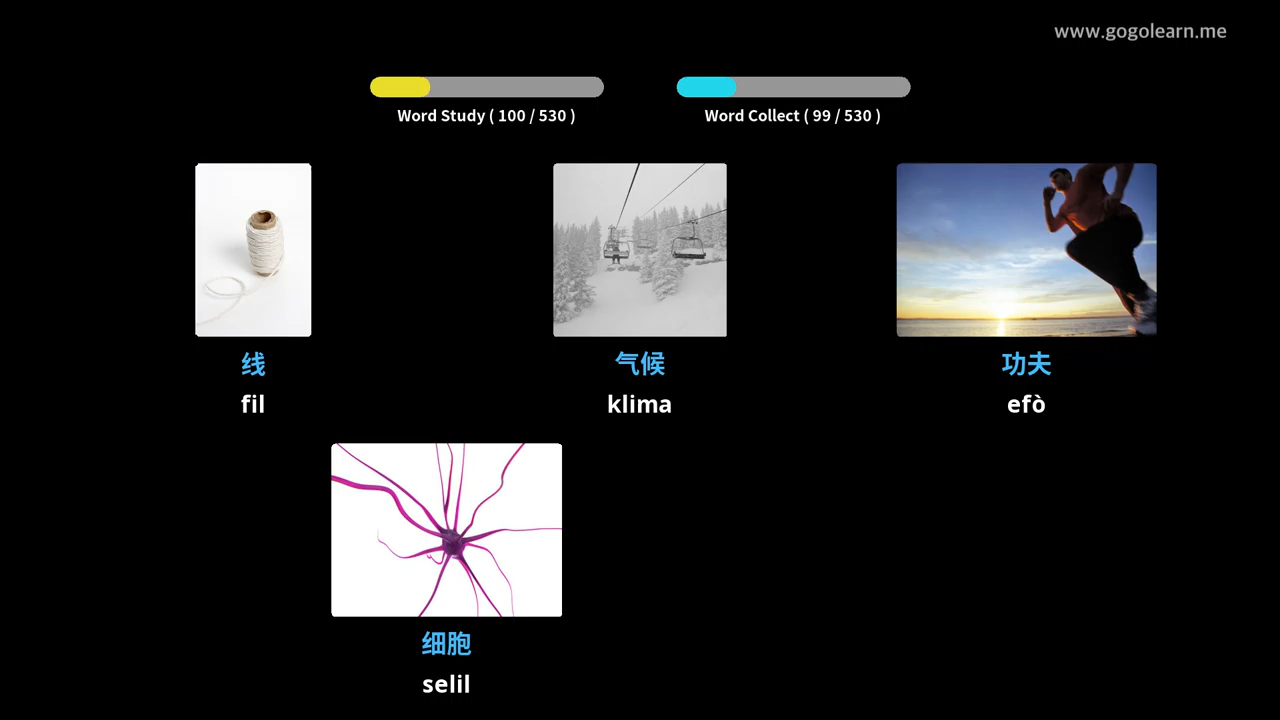 www.gogolearn.me
Word Study ( 100 / 530 )
Word Collect ( 99 / 530 )
线
fil
气候
klima
功夫
efò
细胞
selil